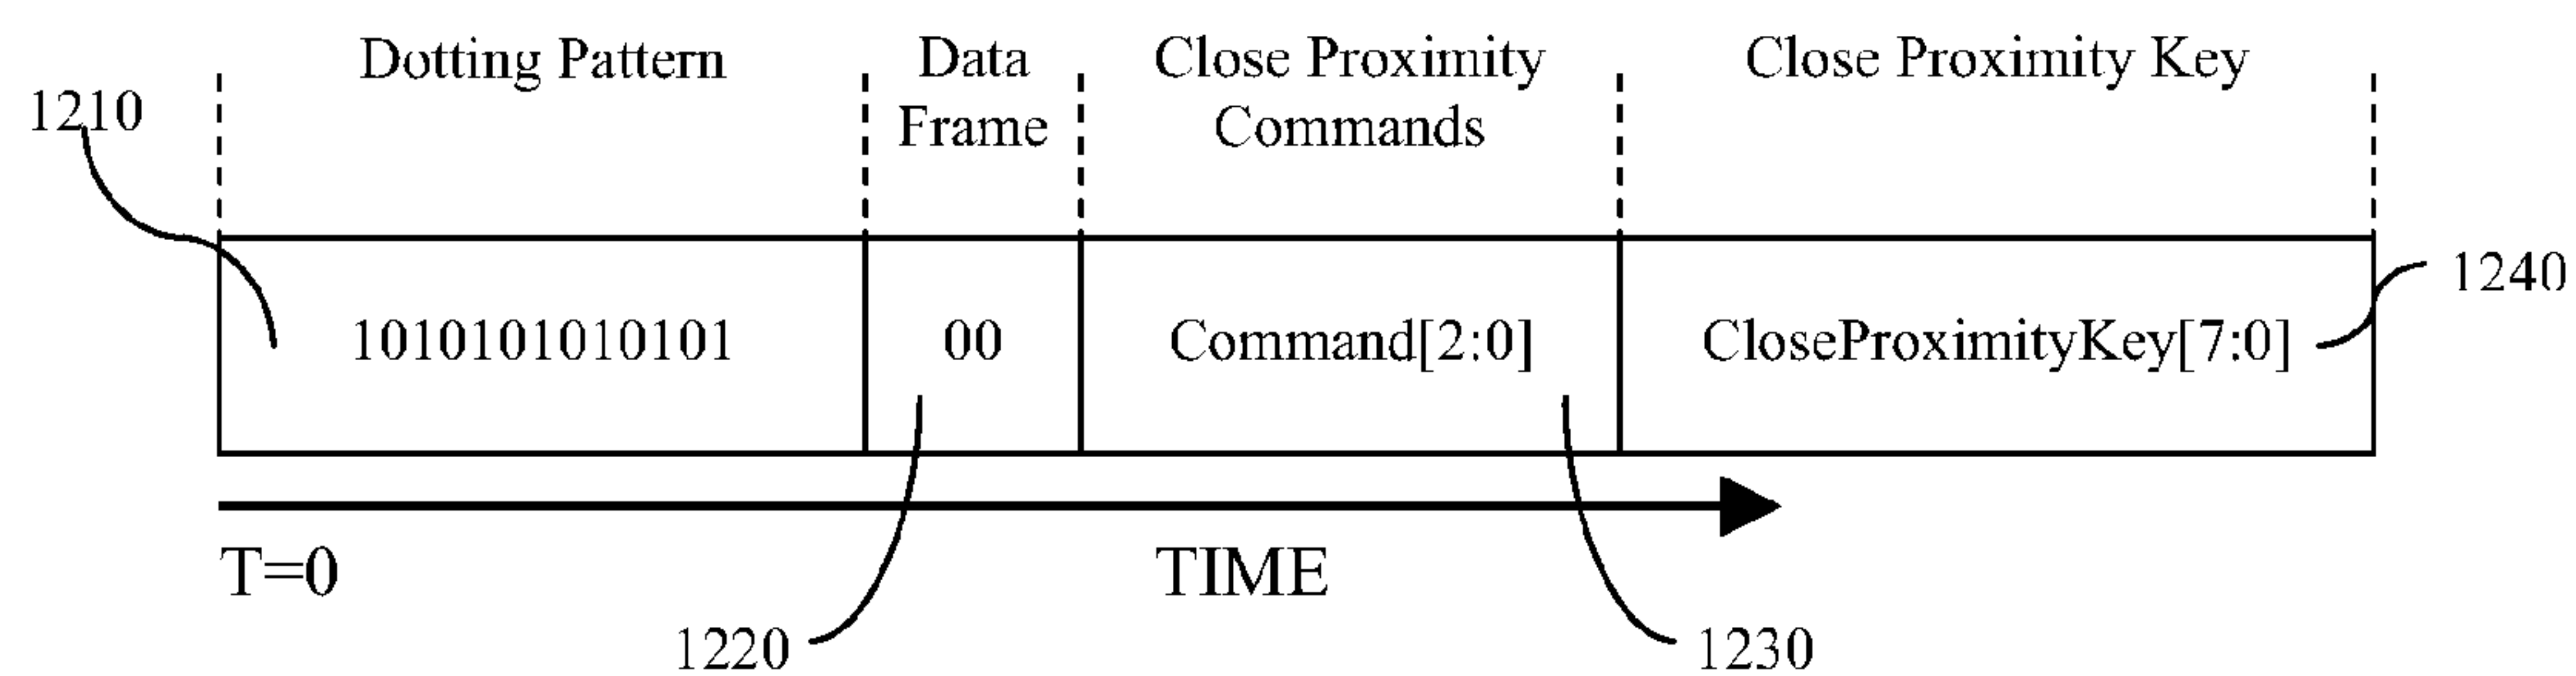 Dotting Pattern
Data
Frame
Close Proximity
Commands
Close Proximity Key
1210
1240
1010101010101
00
Command[2:0]
CloseProximityKey[7:0]
T=0
TIME
1220
1230